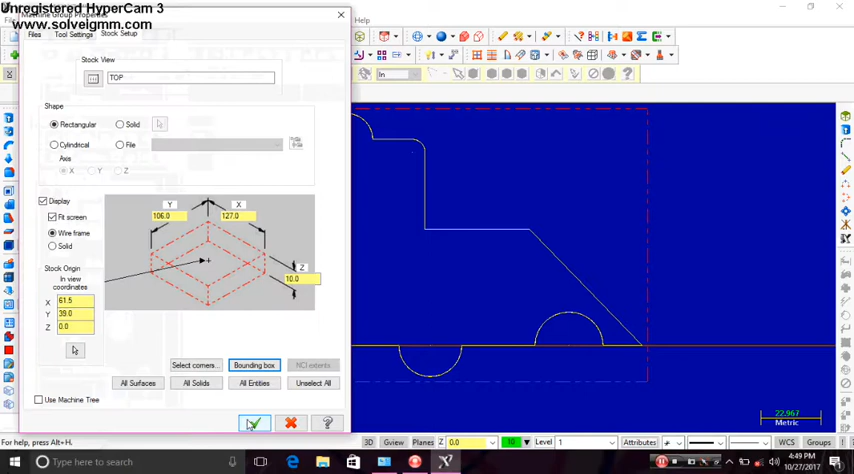 Machine Group Properties
Unregistered HyperCam 3
www.solveigmm.com
Help
Files
Tool Settings
Stock Setup
Stock View
TOP
In
Shape
Rectangular
Solid
Cylindrical
File
Axis
X
Y
Z
Display
Fit screen
Wire frame
Solid
Y
X
106.0
127.0
Z
10.0
Stock Origin
In view
coordinates
X
61.5
Y
39.0
Z
0.0
Select corners...
Bounding box
NCI extents
All Surfaces
All Solids
All Entities
Unselect All
Use Machine Tree
22.967
Metric
For help, press Alt+H.
3D
Gview
Planes
Z
0.0
10
Level
1
Attributes
WCS
Groups
Type here to search
4:49 PM
10/27/2017